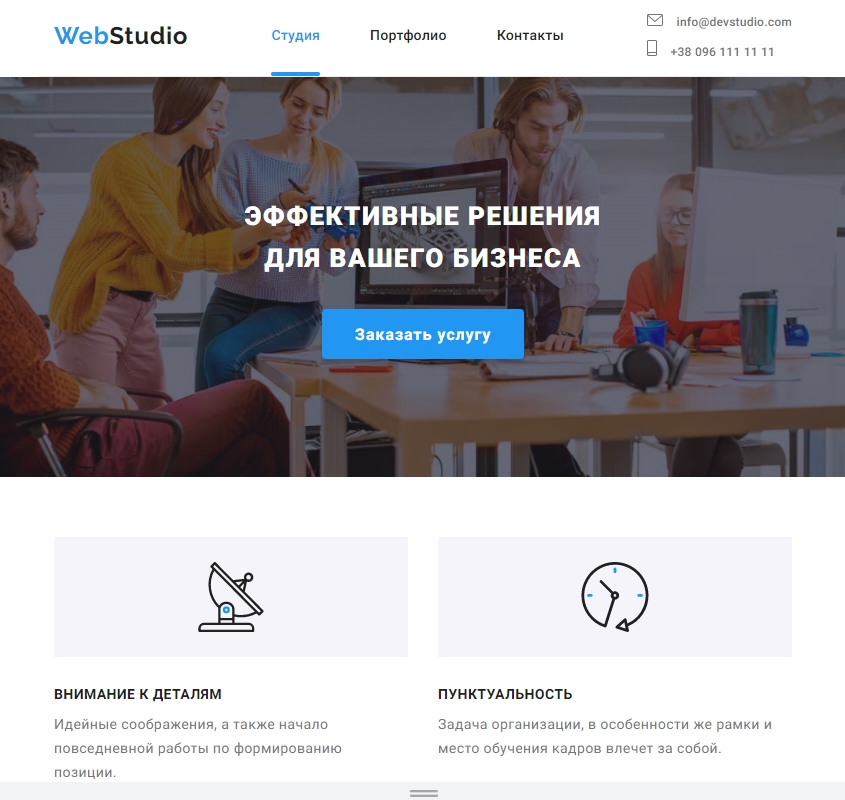 WebStudio
Студия
Портфолио
Контакты
info@devstudio.com
+38 096 111 11 11
ЭФФЕКТИВНЫЕ РЕШЕНИЯ
ДЛЯ ВАШЕГО БИЗНЕСА
Заказать услугу
ВНИМАНИЕ К ДЕТАЛЯМ
Идейные соображения, а также начало
повседневной работы по формированию
позиции.
ПУНКТУАЛЬНОСТЬ
Задача организации, в особенности же рамки и
место обучения кадров влечет за собой.